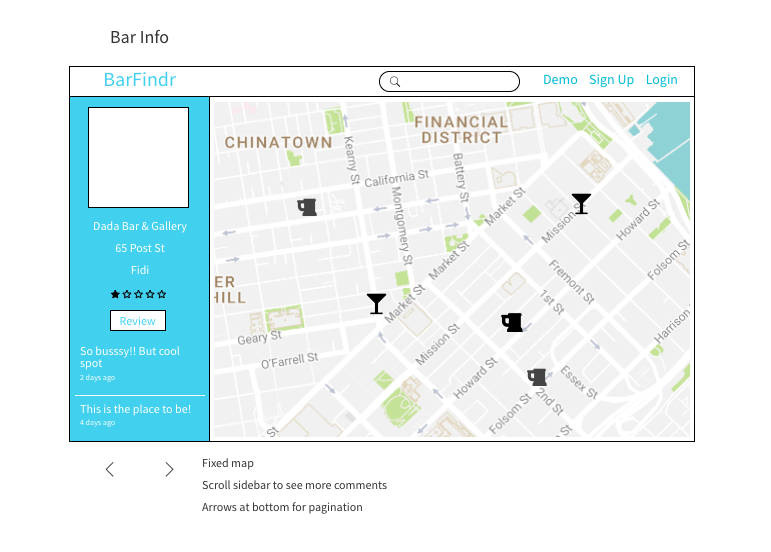 Bar Info
BarFindr
Demo Sign Up Login
Dada Bar & Gallery
65 Post St
Fidi
Review
So busssy!! But cool
spot
2 days ago
This is the place to be!
4 days ago
CHINATOWN
FINANCIAL
DISTRICT
Kearny St
California St
Battery St
Montgomery St
Market St
Mission St
Howard St
Folsom St
Market St
Fremont St
1st St
ER
HILL
Market St
Geary St
O'Farrell St
Mission St
Howard St
Harrison
Essex St
2nd St
Folsom St
St
Fixed map
Scroll sidebar to see more comments
Arrows at bottom for pagination